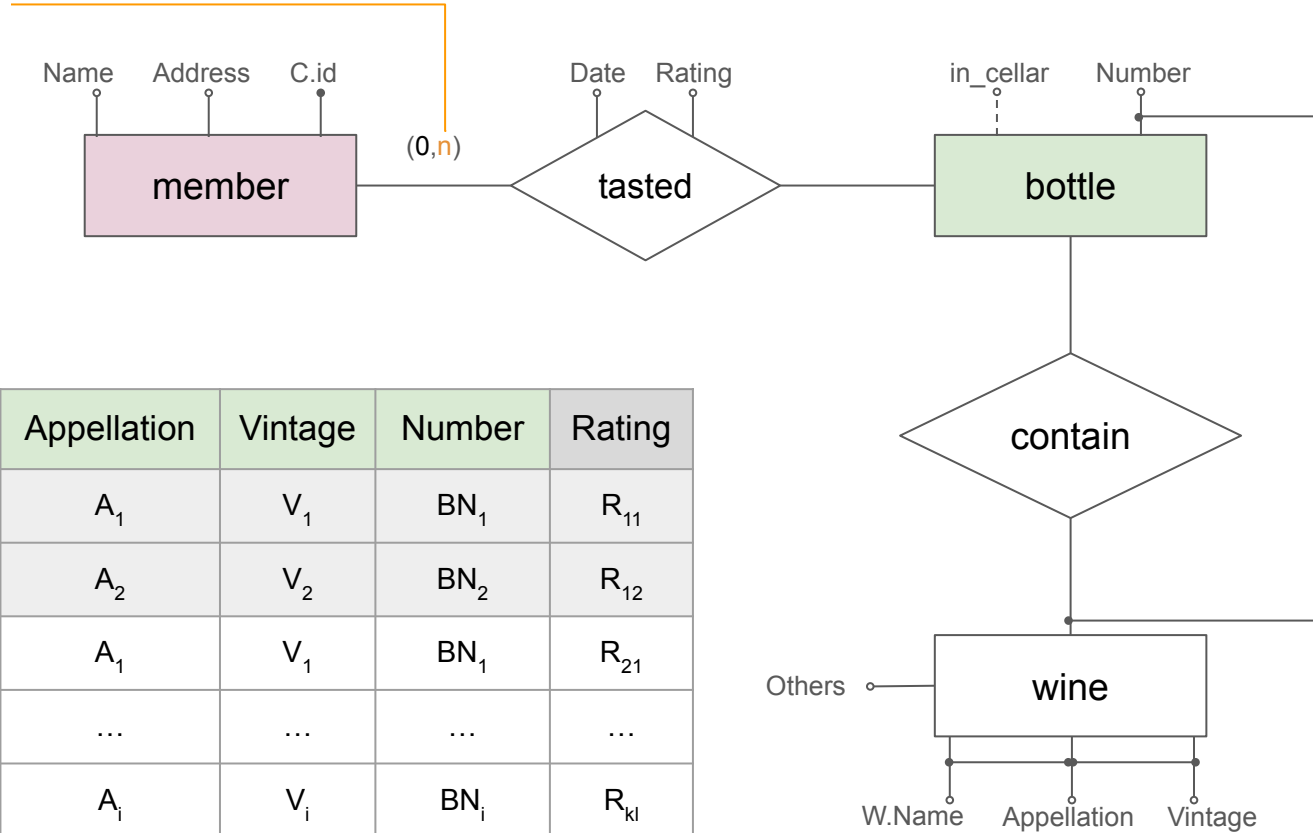 Name Address C.id Date Rating in_cellar Number
(0,n)
member tasted bottle
contain
Appellation Vintage Number Rating
A1 V1 BN1 R11
A2 V2 BN2 R12
A1 V1 BN1 R21
… … … …
Ai Vi BNi Rkl
Others wine
W.Name Appellation Vintage